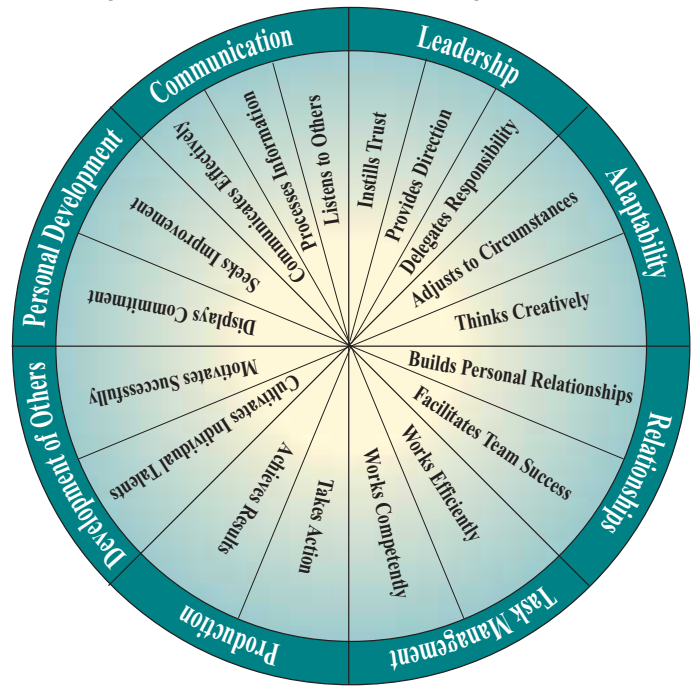 Leadership
Instills Trust
Provides Direction
Delegates Responsibility
Adaptability
Adjusts to Circumstances
Thinks Creatively
Relationships
Builds Personal Relationships
Facilitates Team Success
Task Management
Works Efficiently
Works Competently
Production
Takes Action
Achieves Results
Development of Others
Cultivates Individual Talents
Motivates Successfully
Personal Development
Displays Commitment
Seeks Improvement
Communication
Communicates Effectively
Processes Information
Listens to Others